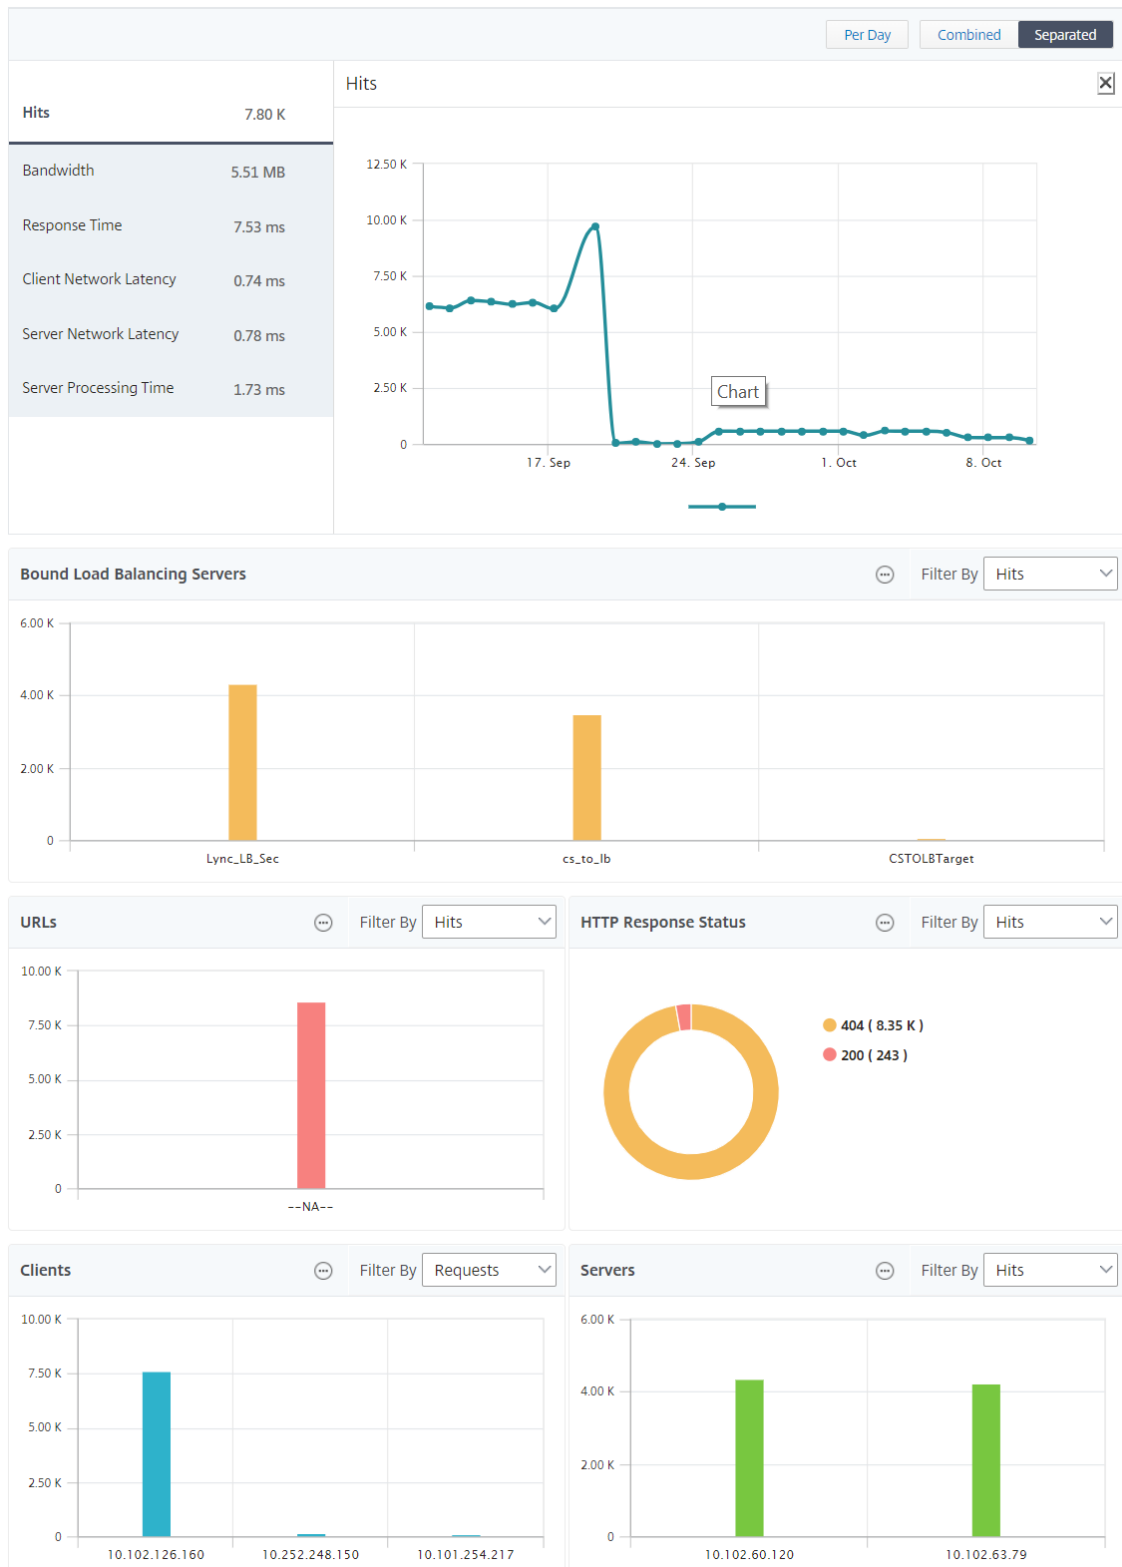 Per Day Combined Separated
Hits
Hits 7.80 K
Bandwidth 5.51 MB
Response Time 7.53 ms
Client Network Latency 0.74 ms
Server Network Latency 0.78 ms
Server Processing Time 1.73 ms
12.50 K
10.00 K
7.50 K
5.00 K
2.50 K
0
Chart
17. Sep 24. Sep 1. Oct 8. Oct
Bound Load Balancing Servers Filter By Hits
6.00 K
4.00 K
2.00 K
0
Lync_LB_Sec cs_to_lb CSTOLBTarget
URLs Filter By Hits
10.00 K
7.50 K
5.00 K
2.50 K
0
--NA--
HTTP Response Status Filter By Hits
404 ( 8.35 K )
200 ( 243 )
Clients Filter By Requests
10.00 K
7.50 K
5.00 K
2.50 K
0
10.102.126.160 10.252.248.150 10.101.254.217
Servers Filter By Hits
6.00 K
4.00 K
2.00 K
0
10.102.60.120 10.102.63.79